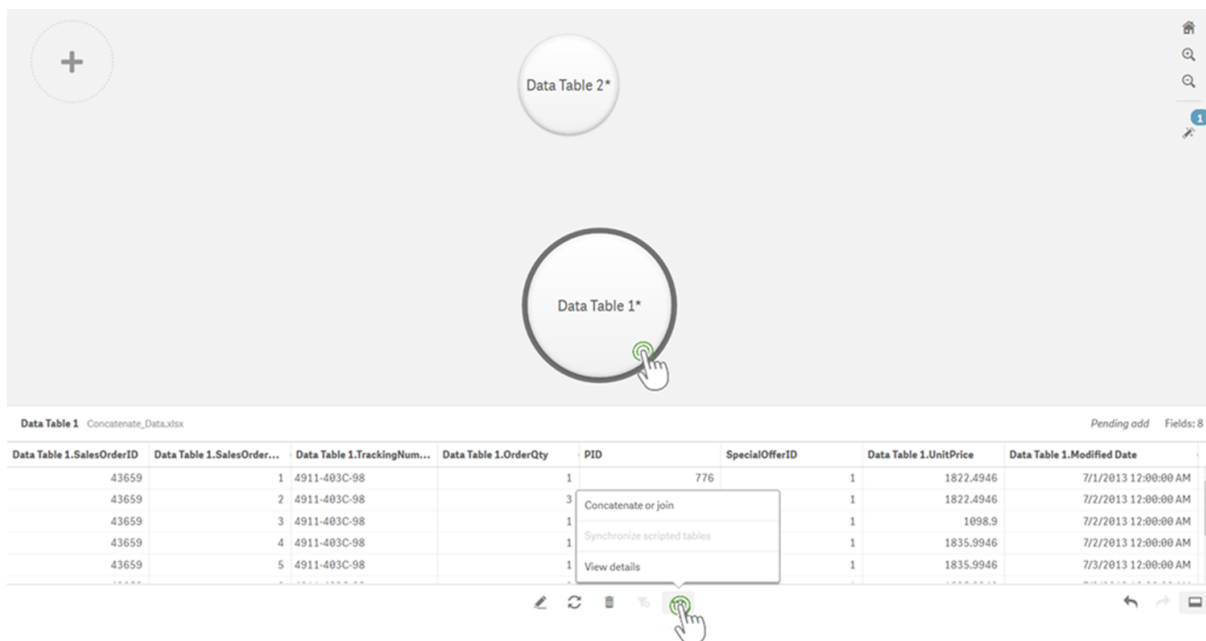 +
Data Table 2*
1
Data Table 1*
Data Table 1 Concatenate_Data.xlsx Pending add Fields: 8
Data Table 1.SalesOrderID Data Table 1.SalesOrder... Data Table 1.TrackingNum... Data Table 1.OrderQty PID SpecialOfferID Data Table 1.UnitPrice Data Table 1.Modified Date
43659 1 4911-403C-98 1 776 1 1822.4946 7/1/2013 12:00:00 AM
43659 2 4911-403C-98 3 1 1822.4946 7/2/2013 12:00:00 AM
43659 3 4911-403C-98 1 1 1098.9 7/2/2013 12:00:00 AM
43659 4 4911-403C-98 1 1 1835.9946 7/2/2013 12:00:00 AM
43659 5 4911-403C-98 1 1 1835.9946 7/3/2013 12:00:00 AM
Concatenate or join
Synchronize scripted tables
View details